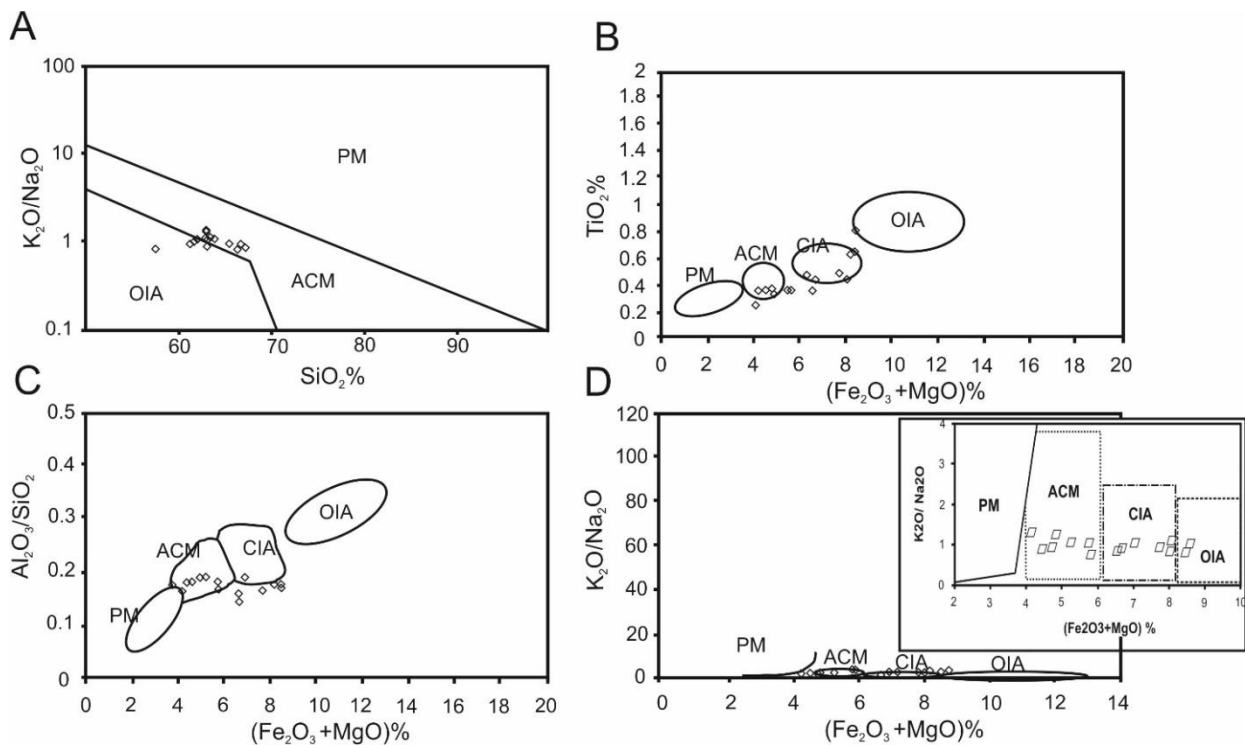 A
100
10
1
0.1
K₂O/Na₂O
PM
OIA
ACM
60
70
80
90
SiO₂%
B
2
1.8
1.6
1.4
1.2
1
0.8
0.6
0.4
0.2
0
TiO₂%
PM
ACM
CIA
OIA
0 2 4 6 8 10 12 14 16 18 20
(Fe₂O₃+MgO)%
C
0.5
0.4
0.3
0.2
0.1
0
Al₂O₃/SiO₂
PM
ACM
CIA
OIA
0 2 4 6 8 10 12 14 16 18 20
(Fe₂O₃+MgO)%
D
120
100
80
60
40
20
0
K₂O/Na₂O
PM
ACM
CIA
OIA
0 2 4 6 8 10 12 14
(Fe₂O₃+MgO)%
4
3
2
1
0
K2O/ Na2O
PM
ACM
CIA
OIA
2 3 4 5 6 7 8 9 10
(Fe2O3+MgO) %